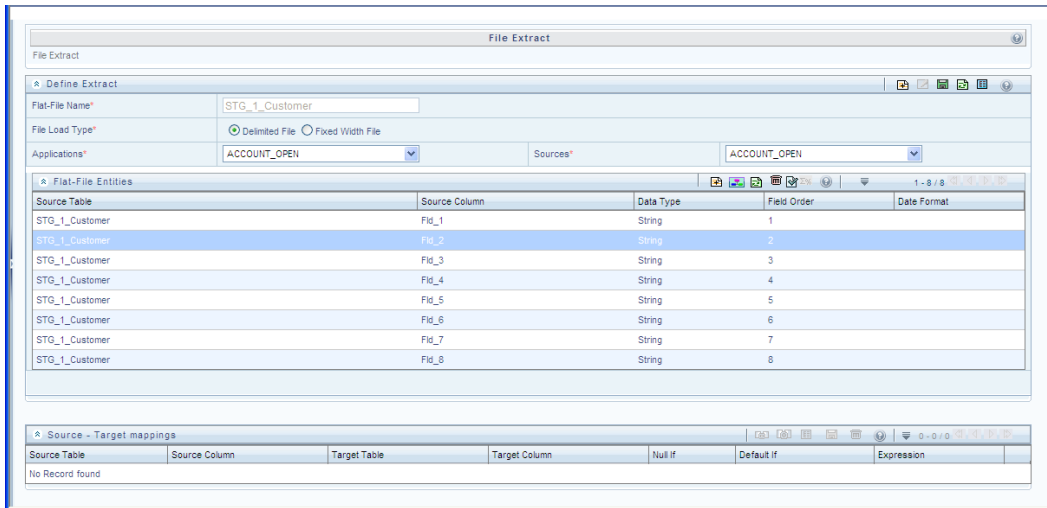 File Extract
File Extract
Define Extract
Flat-File Name*
STG_1_Customer
File Load Type*
Delimited File Fixed Width File
Applications* ACCOUNT_OPEN Sources* ACCOUNT_OPEN
Flat-File Entities 1 - 8 / 8
Source Table Source Column Data Type Field Order Date Format
STG_1_Customer Fld_1 String 1
STG_1_Customer Fld_2 String 2
STG_1_Customer Fld_3 String 3
STG_1_Customer Fld_4 String 4
STG_1_Customer Fld_5 String 5
STG_1_Customer Fld_6 String 6
STG_1_Customer Fld_7 String 7
STG_1_Customer Fld_8 String 8
Source - Target mappings 0 - 0 / 0
Source Table Source Column Target Table Target Column Null If Default If Expression
No Record found